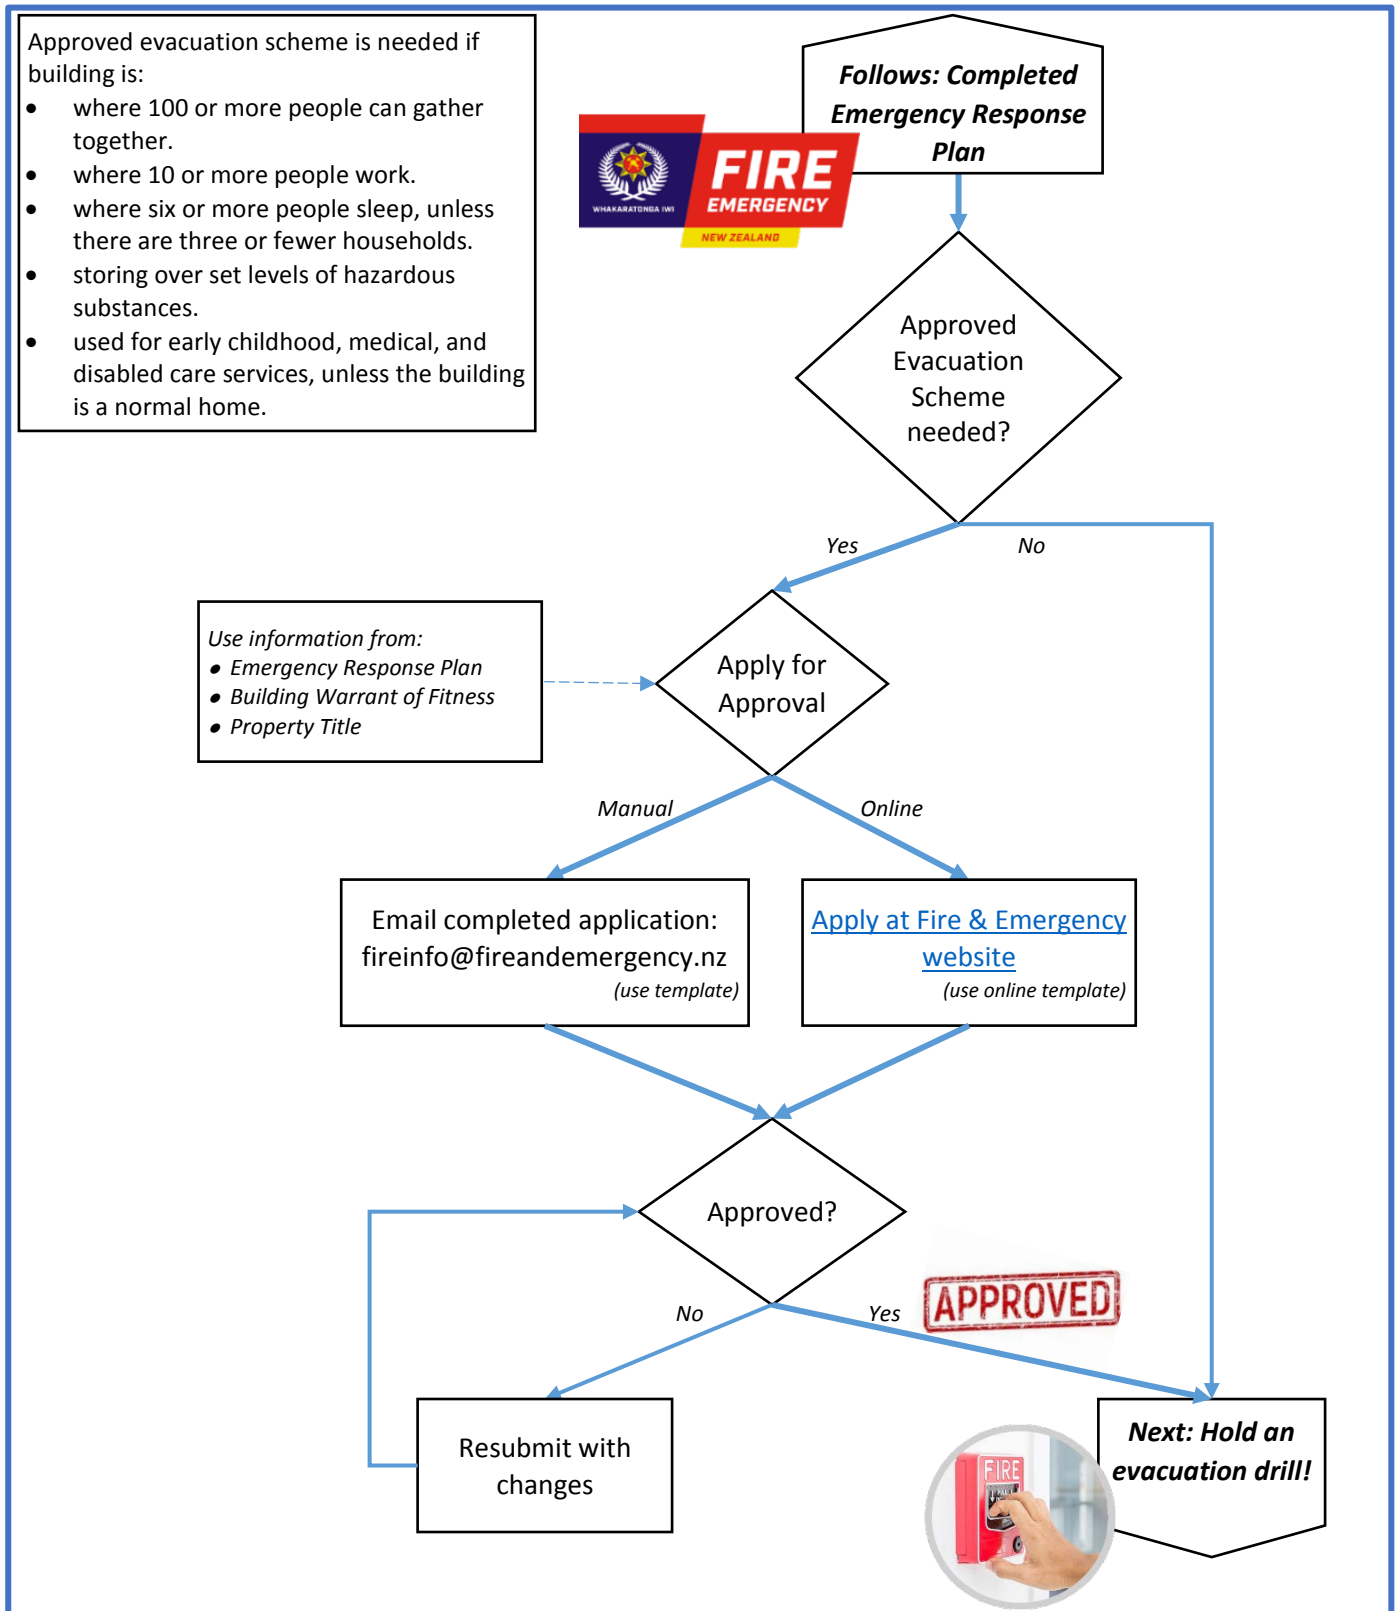 Approved evacuation scheme is needed if
building is:
• where 100 or more people can gather
together.
• where 10 or more people work.
• where six or more people sleep, unless
there are three or fewer households.
• storing over set levels of hazardous
substances.
• used for early childhood, medical, and
disabled care services, unless the building
is a normal home.
Follows: Completed
Emergency Response
Plan
WHAKARATONGA IWI
FIRE
EMERGENCY
NEW ZEALAND
Approved
Evacuation
Scheme
needed?
Yes
No
Use information from:
● Emergency Response Plan
● Building Warrant of Fitness
● Property Title
Apply for
Approval
Manual
Online
Email completed application:
fireinfo@fireandemergency.nz
(use template)
Apply at Fire & Emergency
website
(use online template)
Approved?
No
Yes
APPROVED
Resubmit with
changes
FIRE
Next: Hold an
evacuation drill!